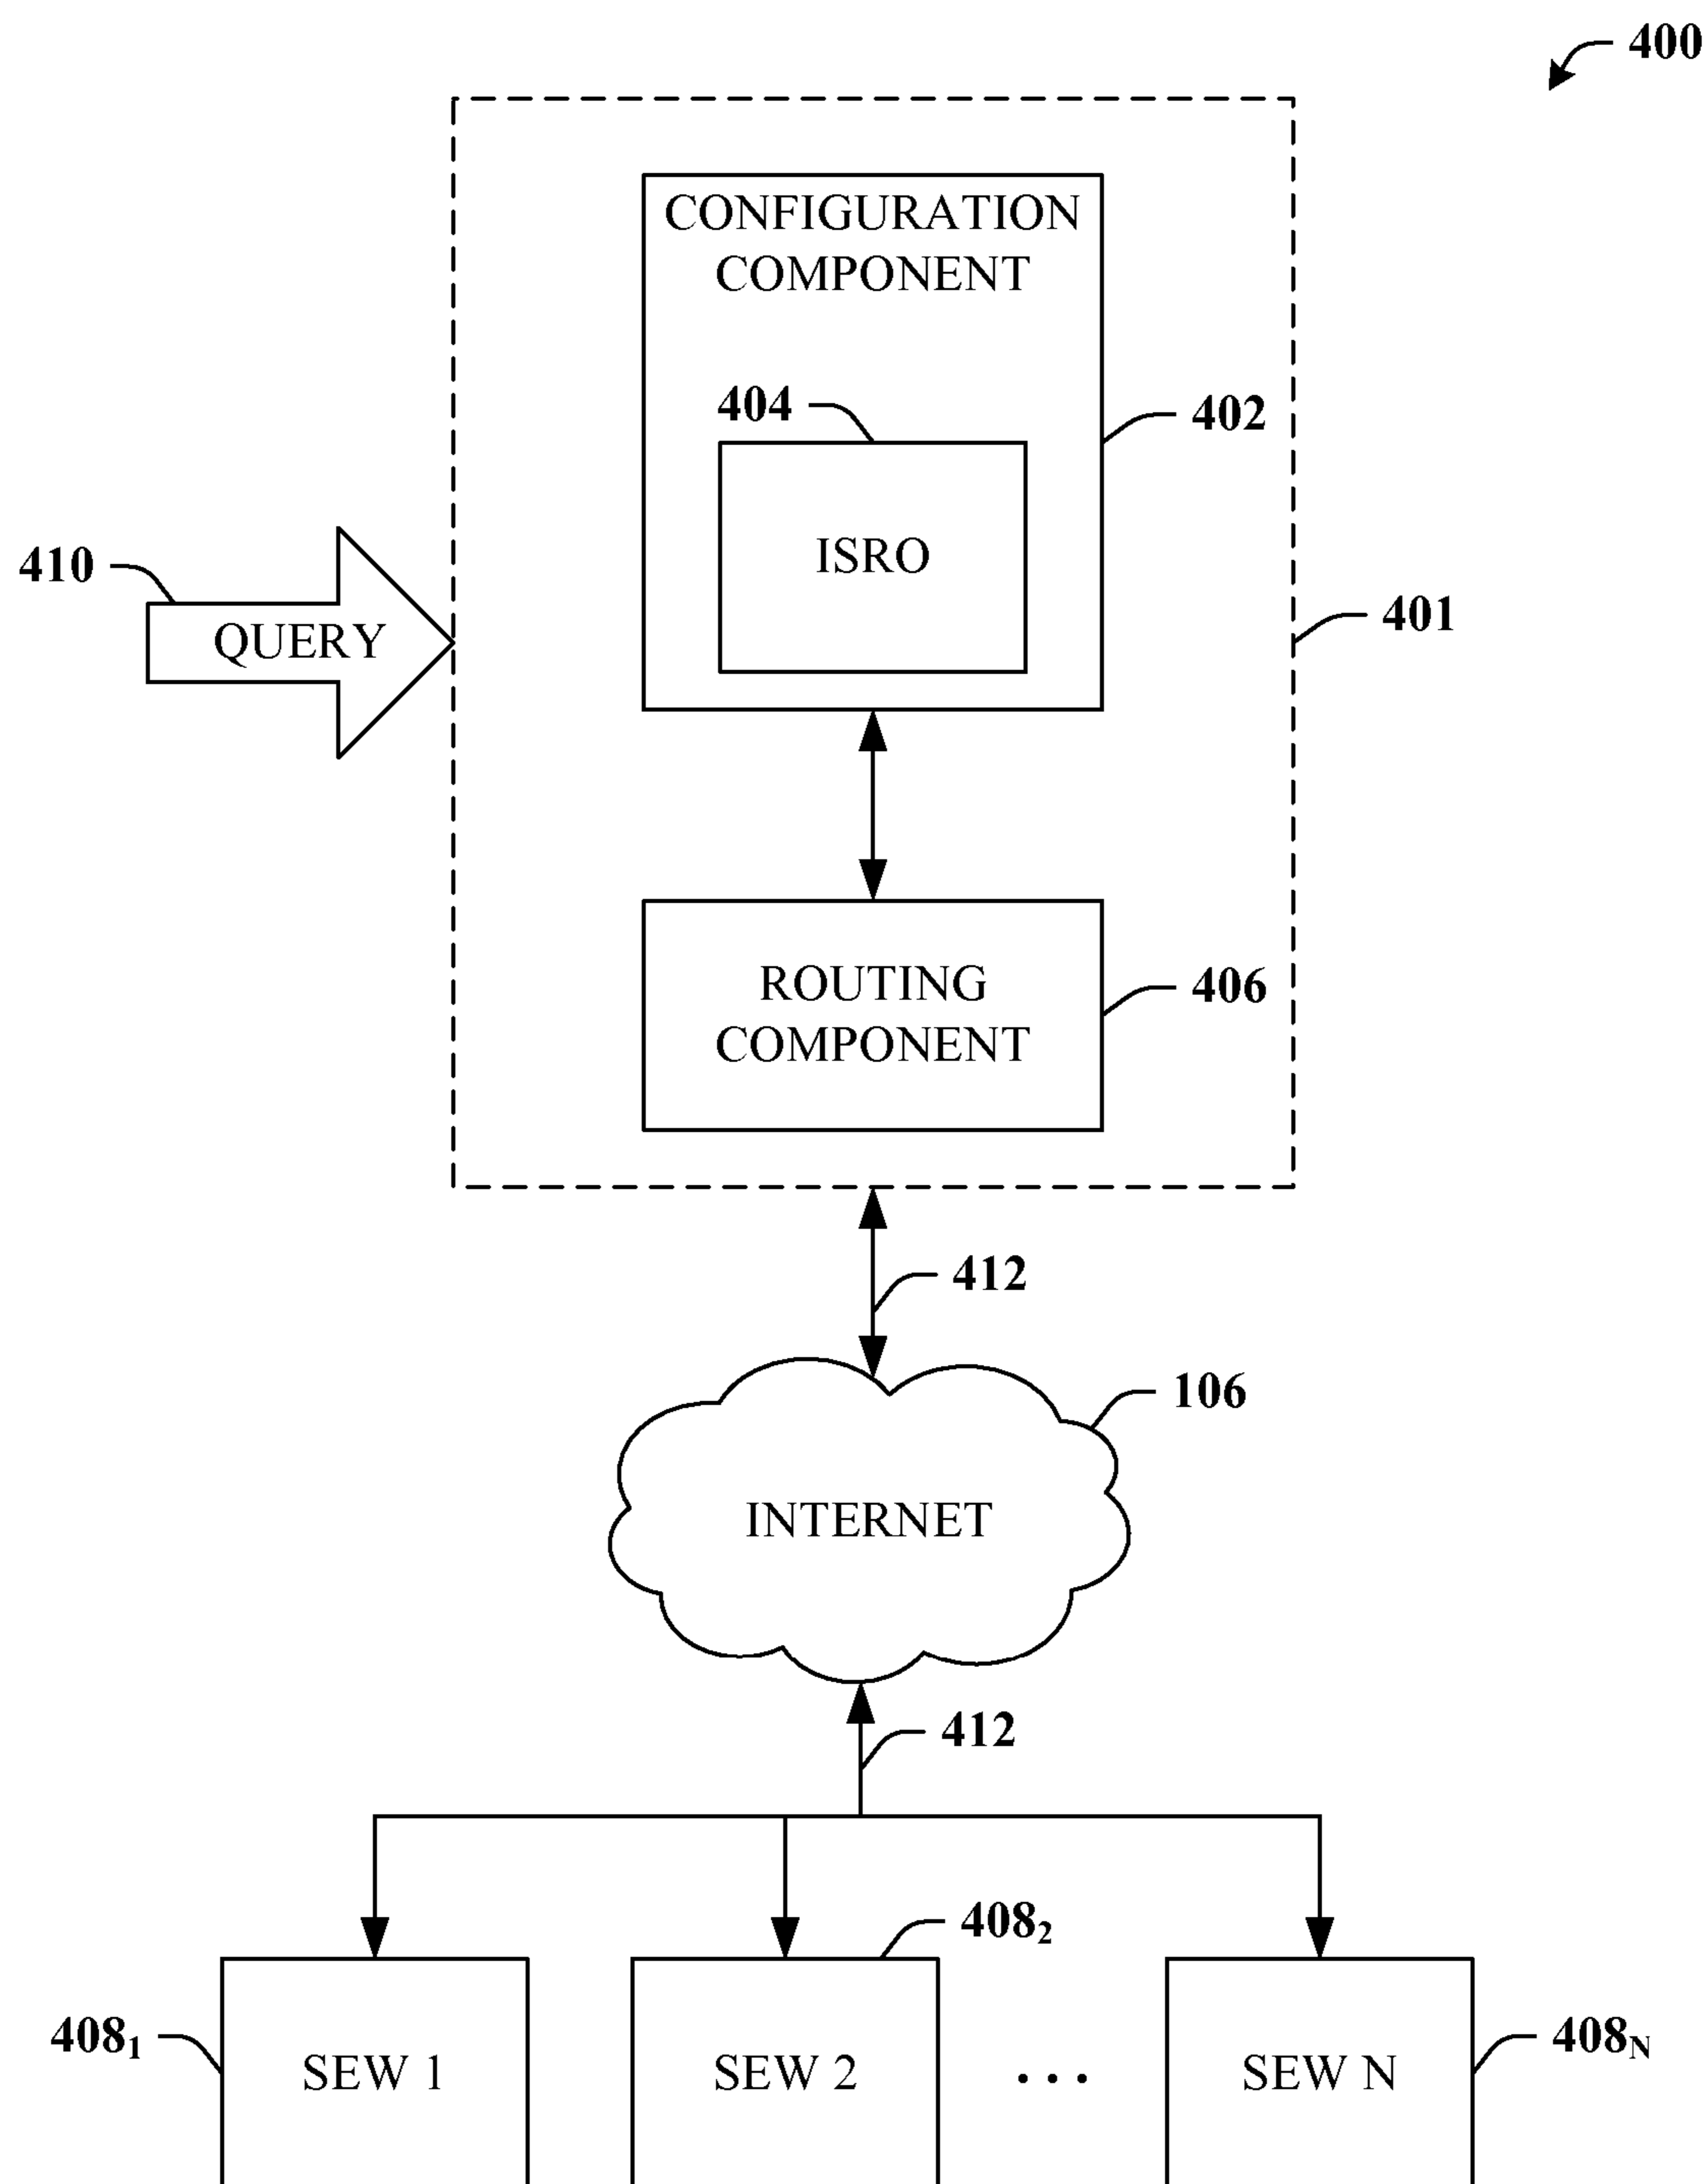 400
CONFIGURATION
COMPONENT
404
402
ISRO
410
QUERY
401
ROUTING
COMPONENT
406
412
106
INTERNET
412
408₂
408₁
SEW 1
SEW 2
...
SEW N
408N